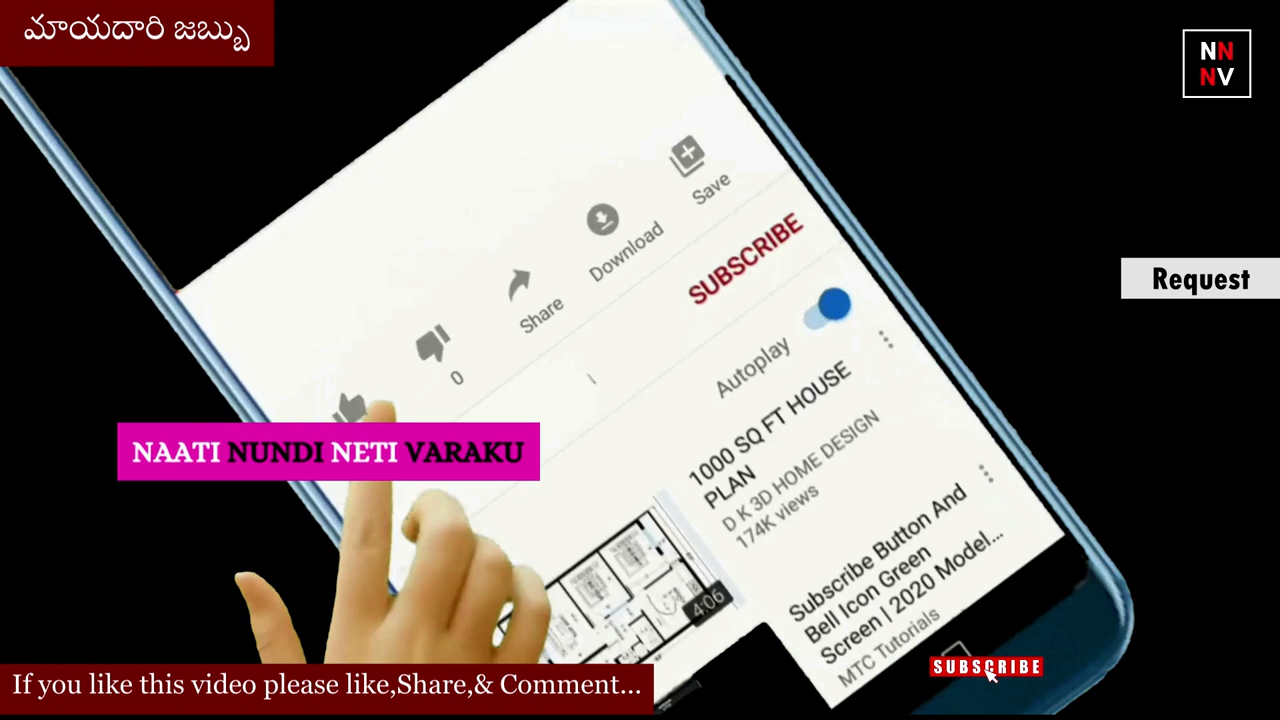 మాయదారి జబ్బు
NN
NV
Save
Download
SUBSCRIBE
Share
Request
0
Autoplay
1000 SQ FT HOUSE
PLAN
D K 3D HOME DESIGN
174K views
NAATI NUNDI NETI VARAKU
4:06
Subscribe Button And
Bell Icon Green
Screen | 2020 Model...
MTC Tutorials
SUBSCRIBE
If you like this video please like,Share,& Comment...